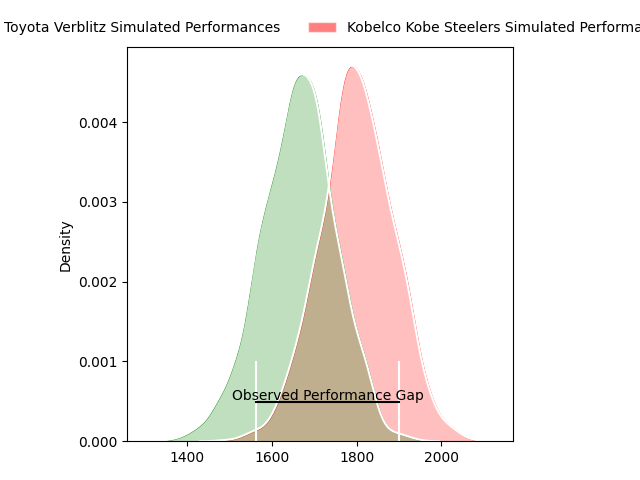 Toyota Verblitz Simulated Performances
Kobelco Kobe Steelers Simulated Performa
0.004
0.003
0.002
0.001
0.000
Density
Observed Performance Gap
1400
1600
1800
2000